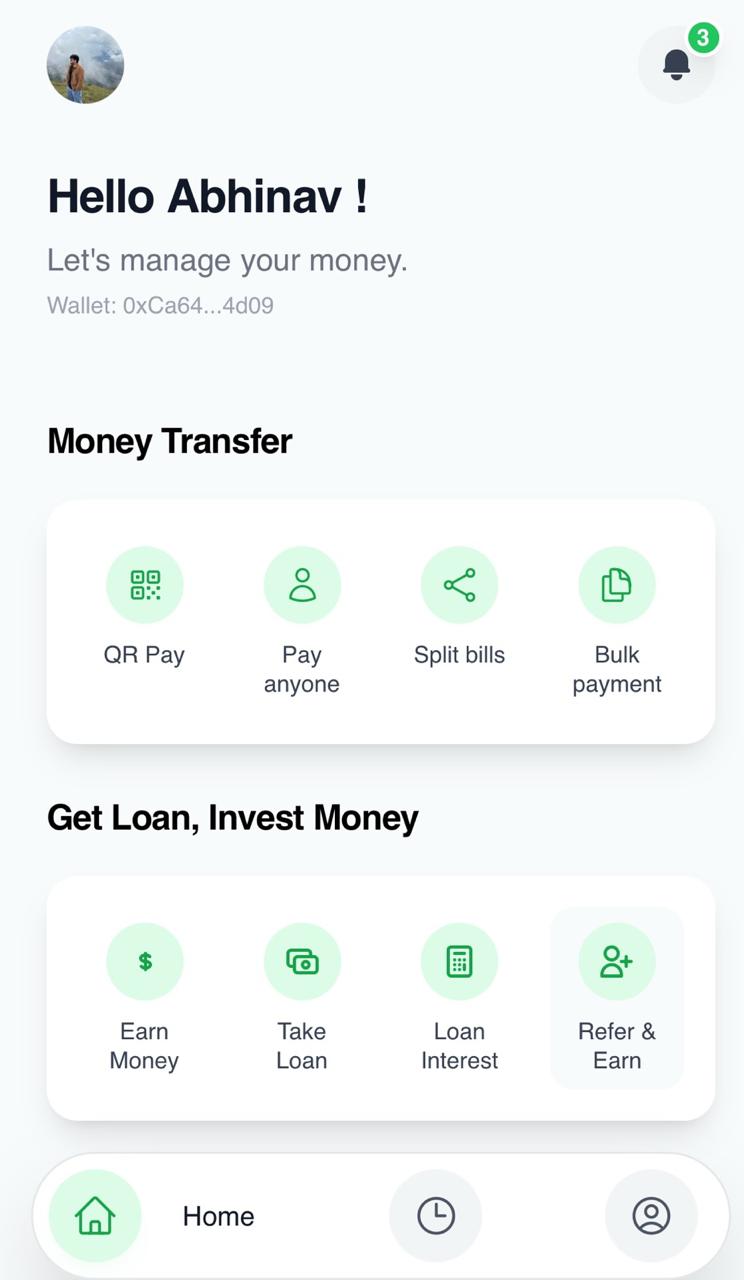 3
Hello Abhinav !
Let's manage your money.
Wallet: 0xCa64...4d09
Money Transfer
QR Pay
Pay
anyone
Split bills
Bulk
payment
Get Loan, Invest Money
$
Earn
Money
Take
Loan
Loan
Interest
Refer &
Earn
Home